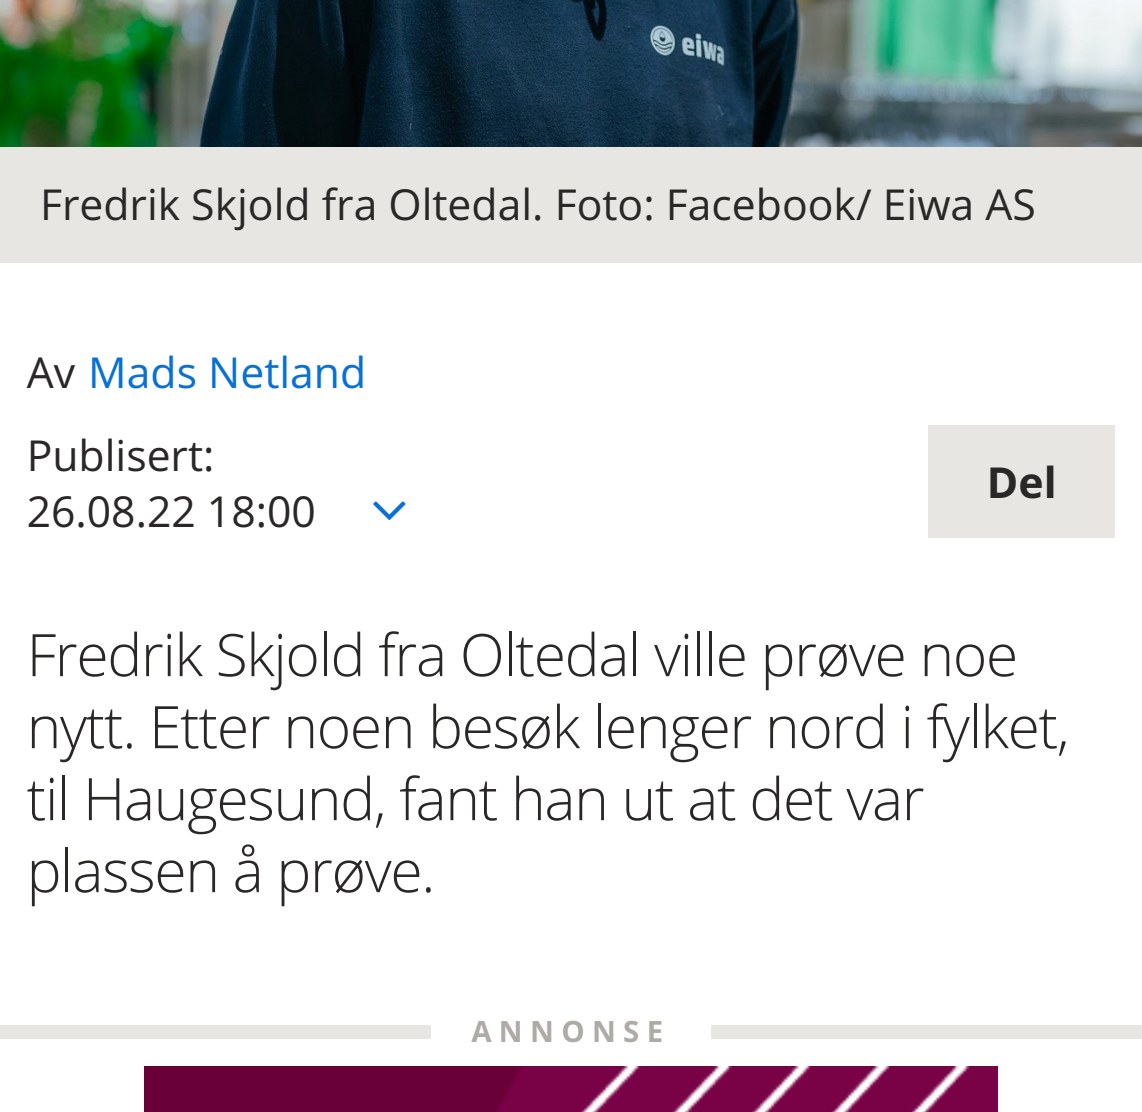 eiwa
Fredrik Skjold fra Oltedal. Foto: Facebook/ Eiwa AS
Av Mads Netland
Publisert:
26.08.22 18:00
Del
Fredrik Skjold fra Oltedal ville prøve noe
nytt. Etter noen besøk lenger nord i fylket,
til Haugesund, fant han ut at det var
plassen å prøve.
ANNONSE